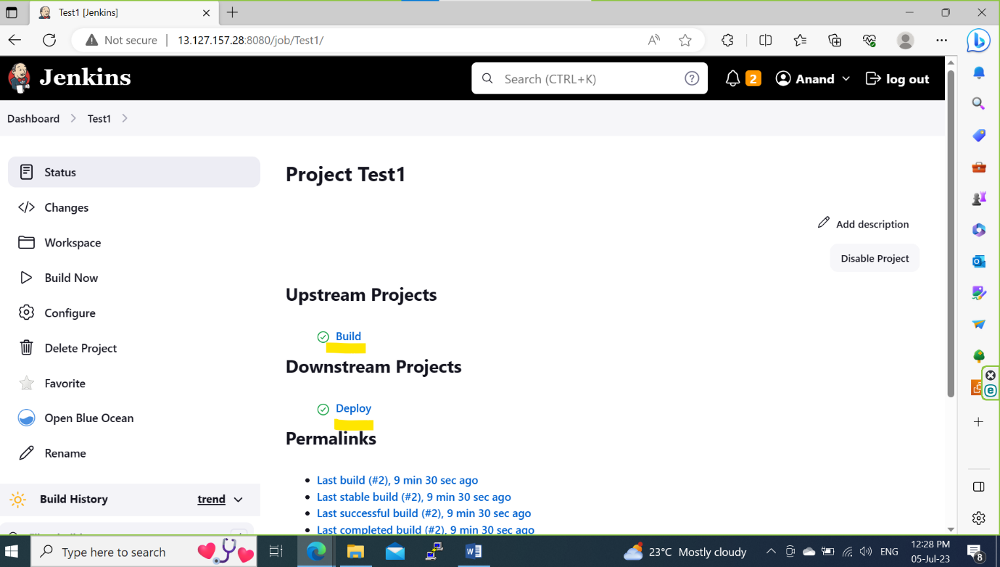 Test1 [Jenkins]
Not secure
13.127.157.28:8080/job/Test1/
Jenkins
Search (CTRL+K)
2
Anand
log out
Dashboard
Test1
Status
Changes
Workspace
Build Now
Configure
Delete Project
Favorite
Open Blue Ocean
Rename
Build History
trend
Project Test1
Add description
Disable Project
Upstream Projects
Build
Downstream Projects
Deploy
Permalinks
Last build (#2), 9 min 30 sec ago
Last stable build (#2), 9 min 30 sec ago
Last successful build (#2), 9 min 30 sec ago
Last completed build (#2), 9 min 30 sec ago
Type here to search
23°C Mostly cloudy
ENG
12:28 PM
05-Jul-23
8